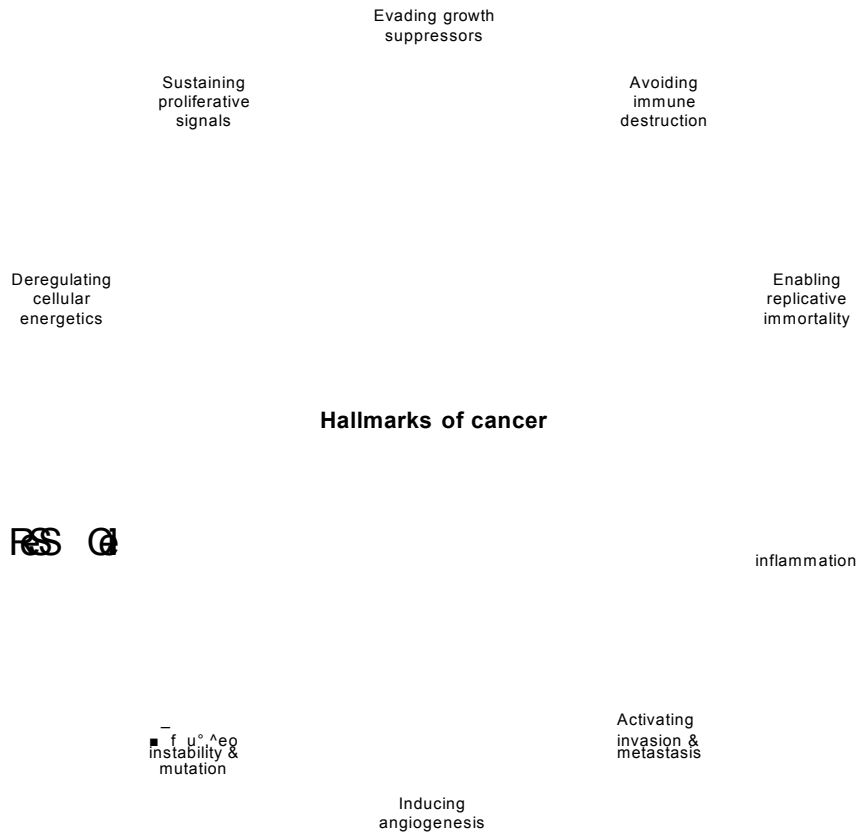 Evading growth
suppressors
Sustaining
proliferative
signals
Avoiding
immune
destruction
Deregulating
cellular
energetics
Enabling
replicative
immortality
Hallmarks of cancer
inflammation
instability &
mutation
Activating
invasion &
metastasis
Inducing
angiogenesis